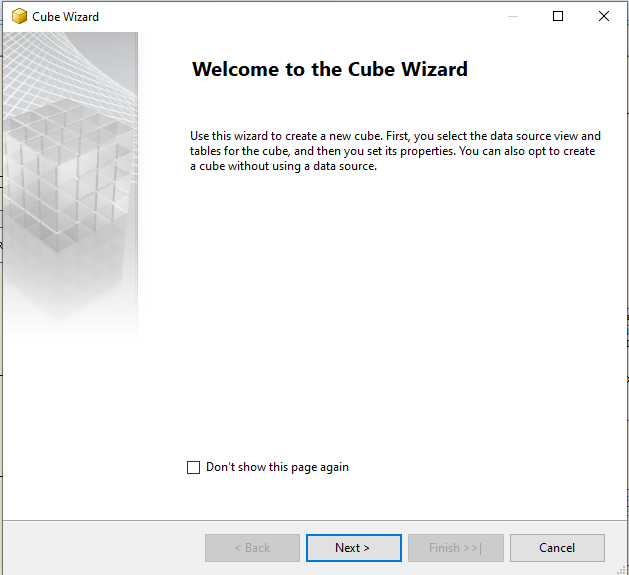 Cube Wizard
Welcome to the Cube Wizard
Use this wizard to create a new cube. First, you select the data source view and
tables for the cube, and then you set its properties. You can also opt to create
a cube without using a data source.
Don't show this page again
< Back
Next >
Finish >>|
Cancel